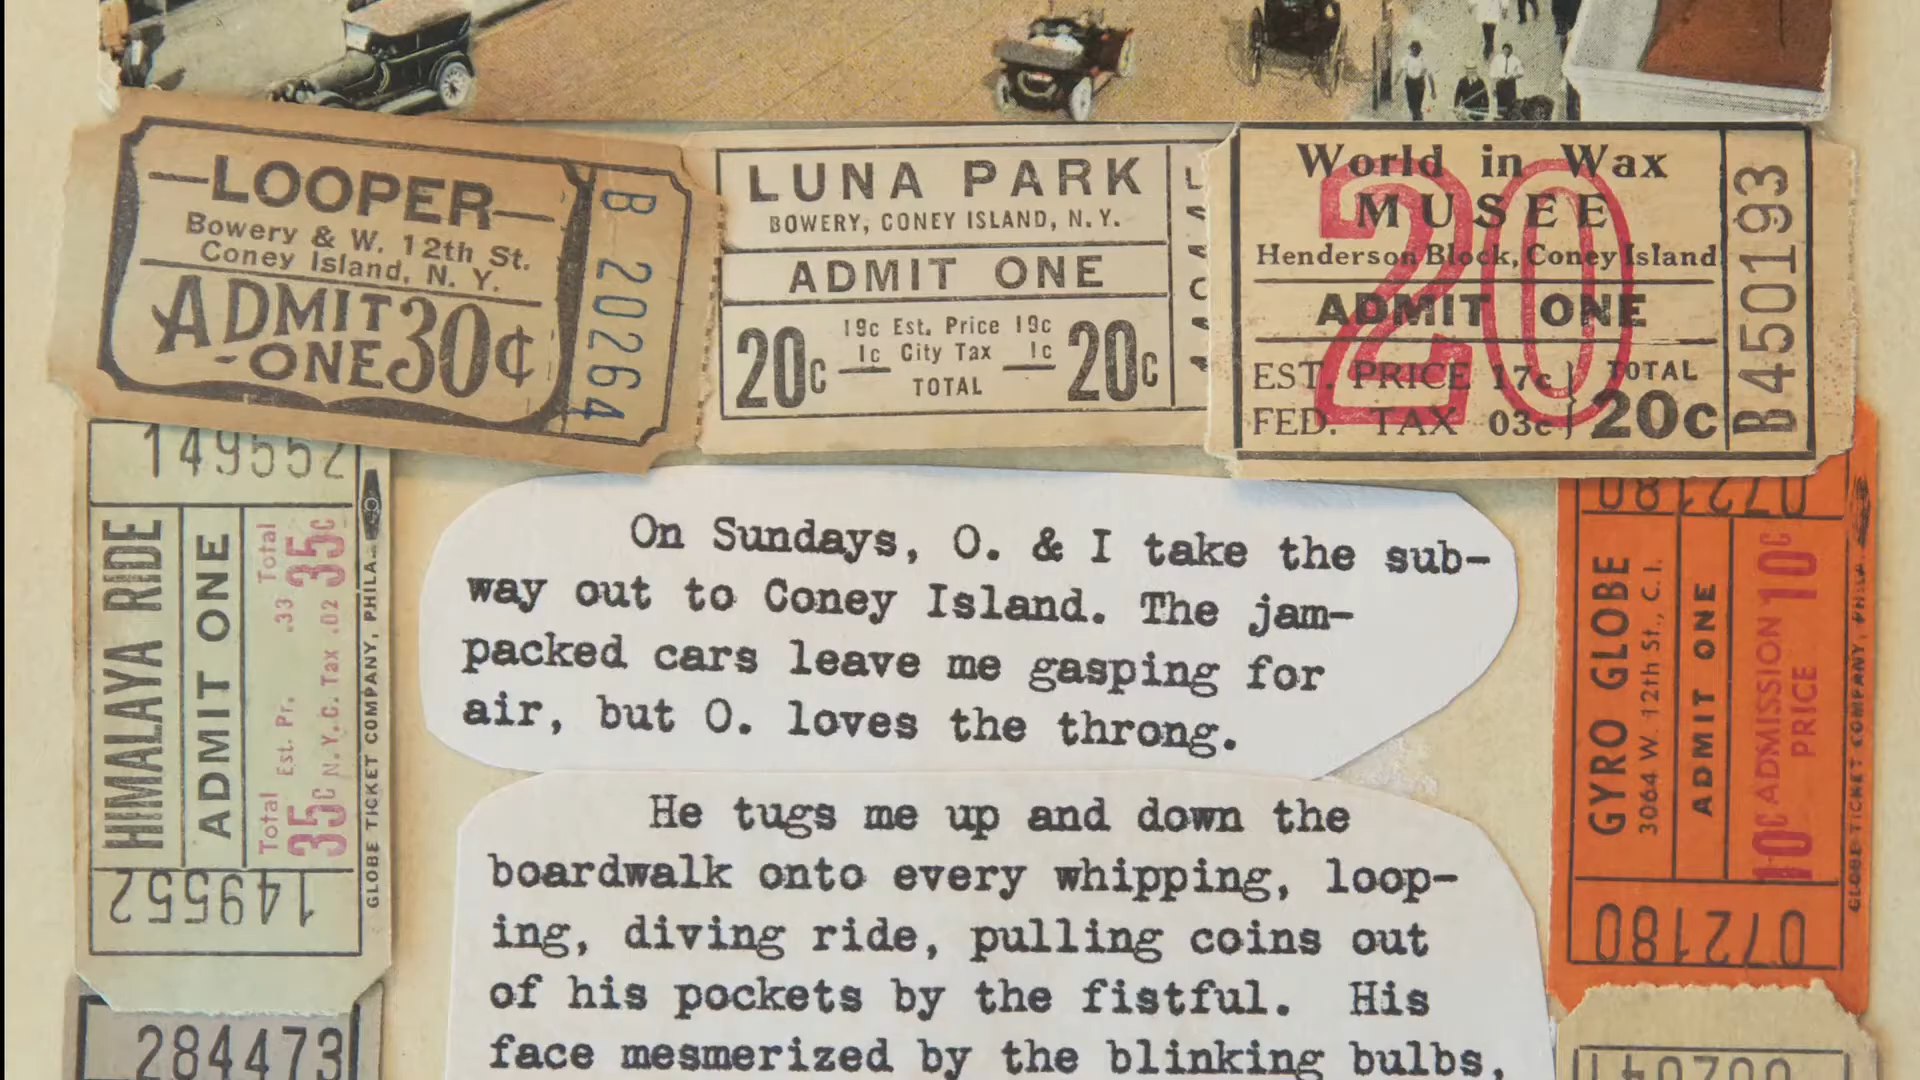 —LOOPER—
Bowery & W. 12th St.
Coney Island, N. Y.
ADMIT
-ONE 30¢
B 20264
LUNA PARK
BOWERY, CONEY ISLAND, N. Y.
ADMIT ONE
20c 19c Est. Price 19c 20c
1c City Tax 1c
TOTAL
World in Wax
MUSEE
Henderson Block, Coney Island
ADMIT ONE
20
EST. PRICE 17c TOTAL
FED. TAX 03c 20c
B450193
149552
HIMALAYA RIDE
ADMIT ONE
Total Est. Pr. .33 Total
35c N.Y.C. Tax .02 35c
GLOBE TICKET COMPANY, PHILA.
149552
284473
On Sundays, O. & I take the sub-
way out to Coney Island. The jam-
packed cars leave me gasping for
air, but O. loves the throng.
He tugs me up and down the
boardwalk onto every whipping, loop-
ing, diving ride, pulling coins out
of his pockets by the fistful. His
face mesmerized by the blinking bulbs,
GYRO GLOBE
3064 W. 12th St., C. I.
ADMIT ONE
10c ADMISSION 10c
PRICE
GLOBE TICKET COMPANY, PHILA.
072180